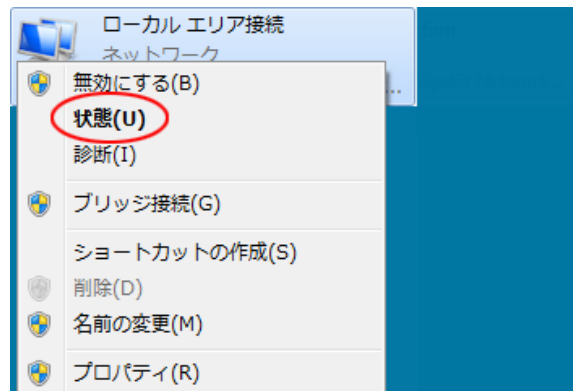 ローカル エリア接続
ネットワーク
無効にする(B)
...
状態(U)
診断(I)
ブリッジ接続(G)
ショートカットの作成(S)
削除(D)
名前の変更(M)
プロパティ(R)